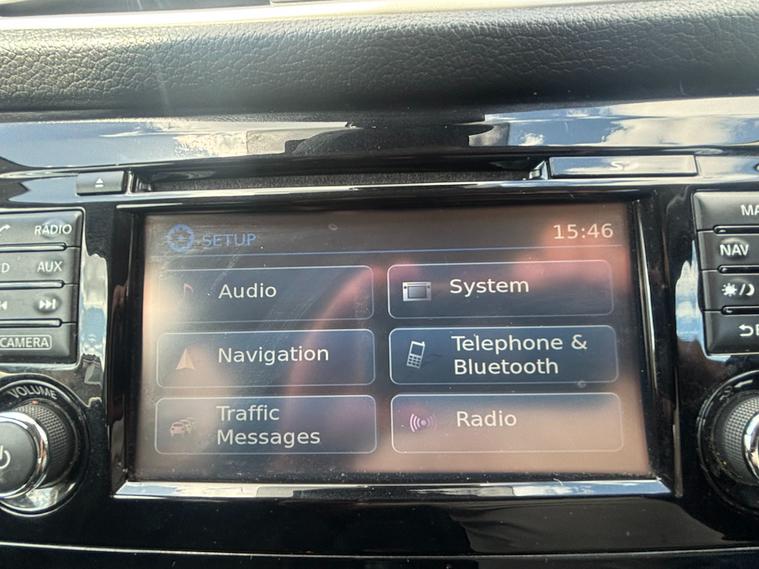 RADIO
AUX
CAMERA
VOLUME
SETUP
15:46
Audio
System
Navigation
Telephone &
Bluetooth
Traffic
Messages
Radio
NAV